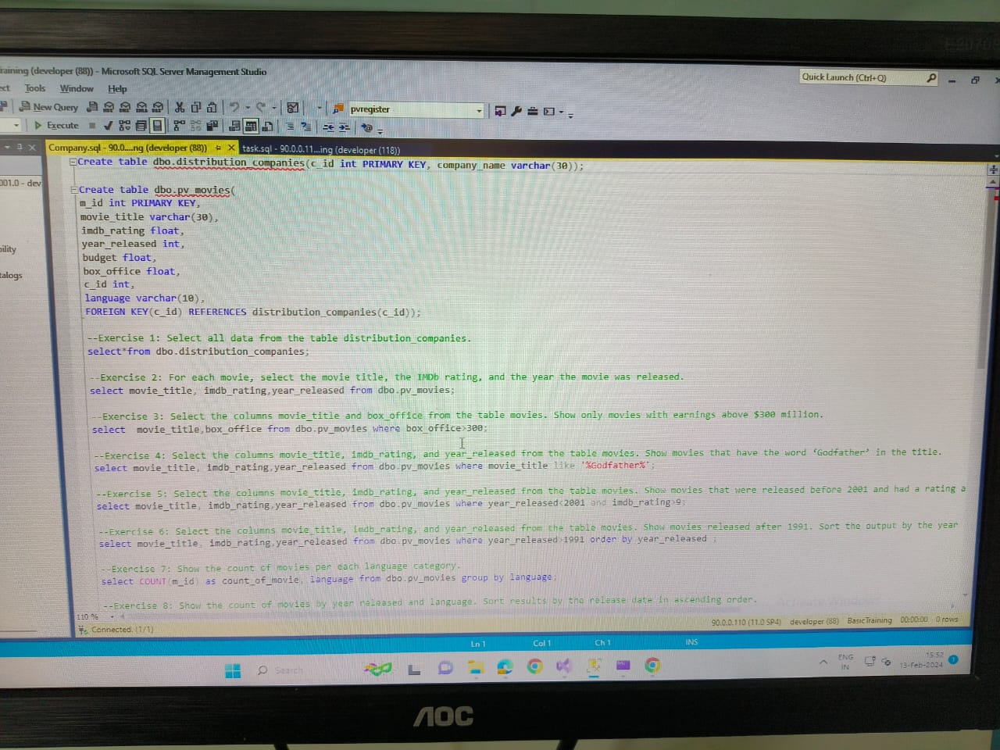 raining (developer (88)) - Microsoft SQL Server Management Studio
Quick Launch (Ctrl+Q)
ect Tools Window Help
New Query
pvregister
Execute
Company.sql - 90.0....ng (developer (88)) task.sql - 90.0.0.11...ing (developer (118))
001.0 - dev
ility
talogs
Create table dbo.distribution_companies(c_id int PRIMARY KEY, company_name varchar(30));
Create table dbo.pv_movies(
m_id int PRIMARY KEY,
movie_title varchar(30),
imdb_rating float,
year_released int,
budget float,
box_office float,
c_id int,
language varchar(10),
FOREIGN KEY(c_id) REFERENCES distribution_companies(c_id));
--Exercise 1: Select all data from the table distribution_companies.
select*from dbo.distribution_companies;
--Exercise 2: For each movie, select the movie title, the IMDb rating, and the year the movie was released.
select movie_title, imdb_rating,year_released from dbo.pv_movies;
--Exercise 3: Select the columns movie_title and box_office from the table movies. Show only movies with earnings above $300 million.
select movie_title,box_office from dbo.pv_movies where box_office>300;
--Exercise 4: Select the columns movie_title, imdb_rating, and year_released from the table movies. Show movies that have the word ‘Godfather’ in the title.
select movie_title, imdb_rating,year_released from dbo.pv_movies where movie_title like '%Godfather%';
--Exercise 5: Select the columns movie_title, imdb_rating, and year_released from the table movies. Show movies that were released before 2001 and had a rating a
select movie_title, imdb_rating,year_released from dbo.pv_movies where year_released<2001 and imdb_rating>9;
--Exercise 6: Select the columns movie_title, imdb_rating, and year_released from the table movies. Show movies released after 1991. Sort the output by the year
select movie_title, imdb_rating,year_released from dbo.pv_movies where year_released>1991 order by year_released ;
--Exercise 7: Show the count of movies per each language category.
select COUNT(m_id) as count_of_movie, language from dbo.pv_movies group by language;
--Exercise 8: Show the count of movies by year released and language. Sort results by the release date in ascending order.
Activate Windows
110 %
Connected. (1/1)
90.0.0.110 (11.0 SP4) developer (88) BasicTraining 00:00:00 0 rows
Ln 1 Col 1 Ch 1 INS
Search
ENG
IN
15:52
13-Feb-2024
1
AOC